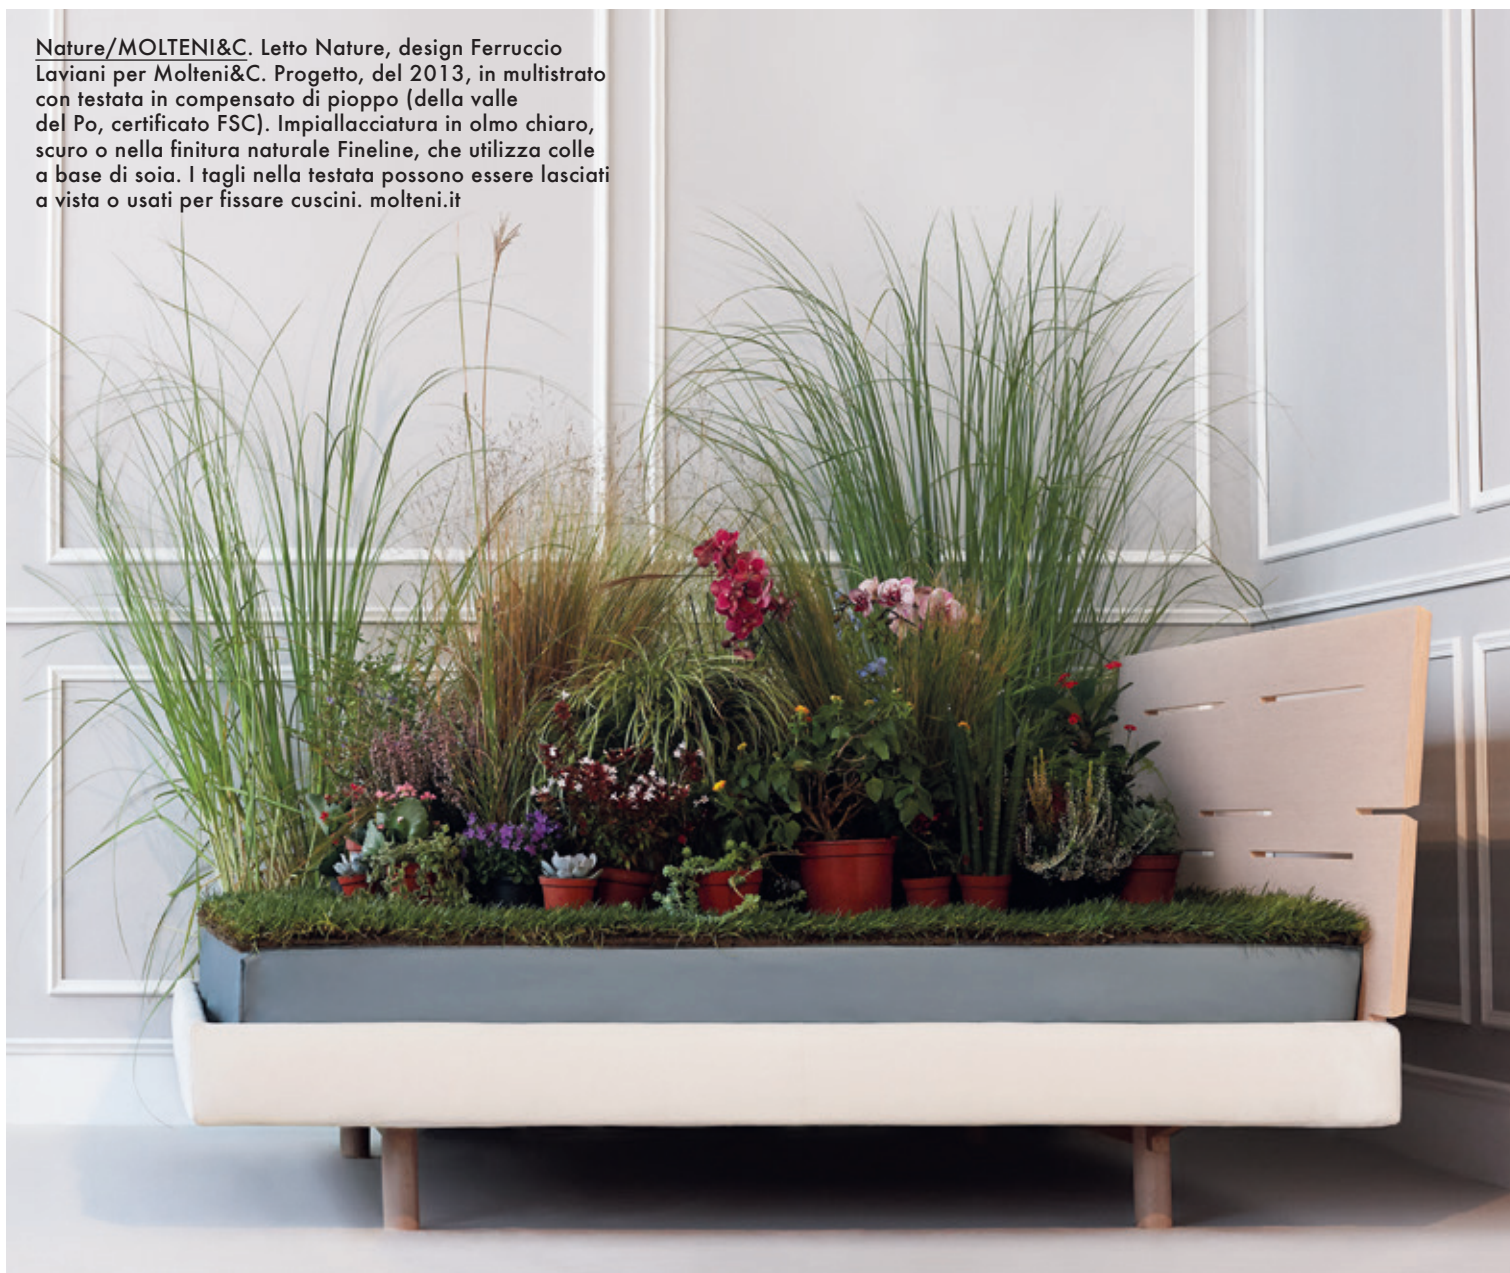 Nature/MOLTENI&C. Letto Nature, design Ferruccio
Laviani per Molteni&C. Progetto, del 2013, in multistrato
con testata in compensato di pioppo (della valle
del Po, certificato FSC). Impiallacciatura in olmo chiaro,
scuro o nella finitura naturale Fineline, che utilizza colle
a base di soia. I tagli nella testata possono essere lasciati
a vista o usati per fissare cuscini. molteni.it